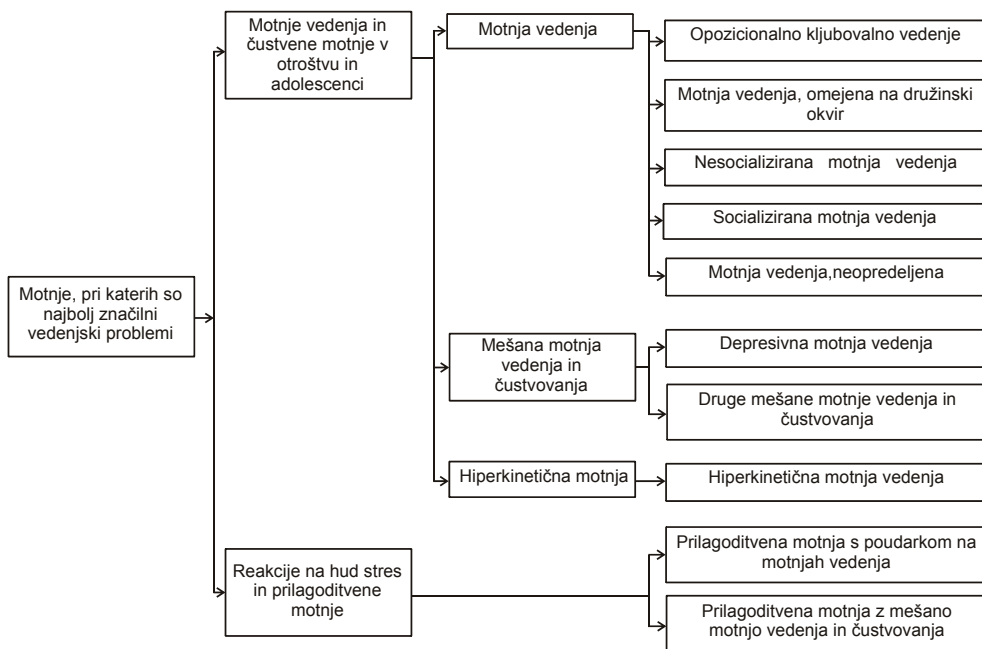 Motnje, pri katerih so
najbolj značilni
vedenjski problemi
Motnje vedenja in
čustvene motnje v
otroštvu in
adolescenci
Motnja vedenja
Opozicionalno kljubovalno vedenje
Motnja vedenja, omejena na družinski
okvir
Nesocializirana motnja vedenja
Socializirana motnja vedenja
Motnja vedenja,neopredeljena
Mešana motnja
vedenja in
čustvovanja
Depresivna motnja vedenja
Druge mešane motnje vedenja in
čustvovanja
Hiperkinetična motnja
Hiperkinetična motnja vedenja
Reakcije na hud stres
in prilagoditvene
motnje
Prilagoditvena motnja s poudarkom na
motnjah vedenja
Prilagoditvena motnja z mešano
motnjo vedenja in čustvovanja